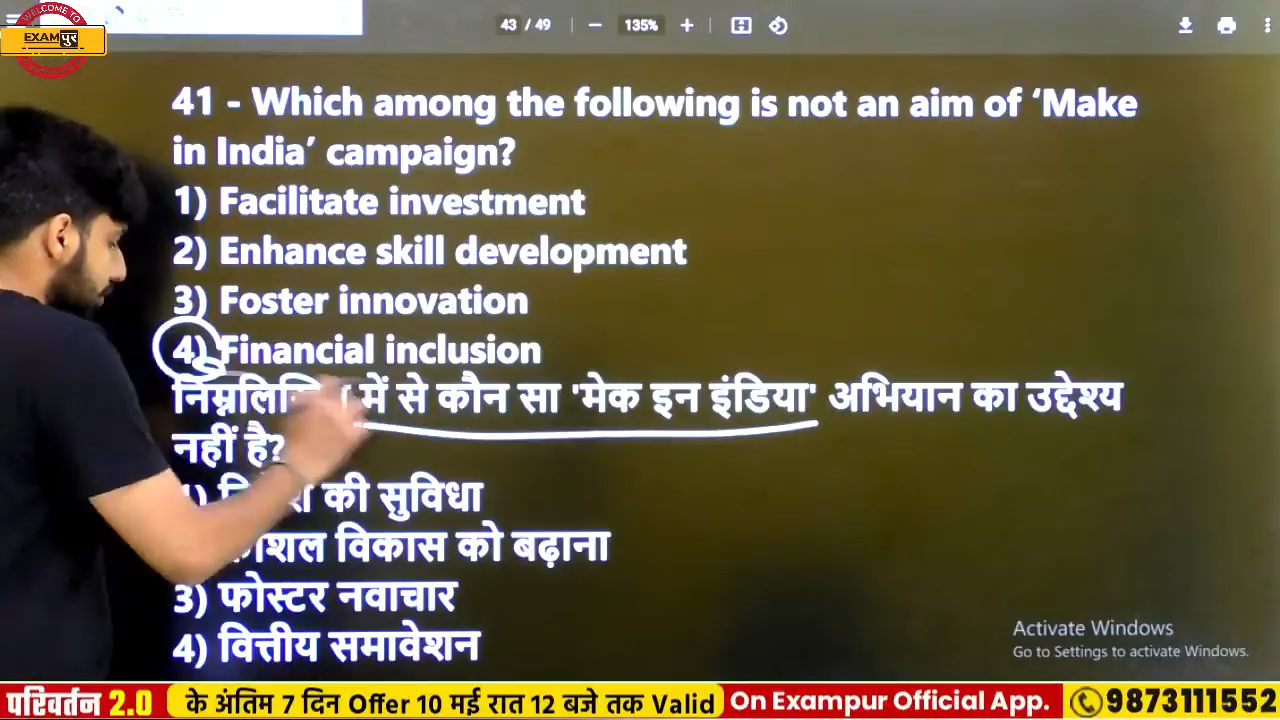 WELCOME TO
EXAMपुर
43 / 49
135%
41 - Which among the following is not an aim of ‘Make
in India’ campaign?
1) Facilitate investment
2) Enhance skill development
3) Foster innovation
4) Financial inclusion
में से कौन सा 'मेक इन इंडिया' अभियान का उद्देश्य
नहीं है?
की सुविधा
विकास को बढ़ाना
3) फोस्टर नवाचार
4) वित्तीय समावेशन
Activate Windows
Go to Settings to activate Windows.
परिवर्तन 2.0 के अंतिम 7 दिन Offer 10 मई रात 12 बजे तक Valid On Exampur Official App. 9873111552